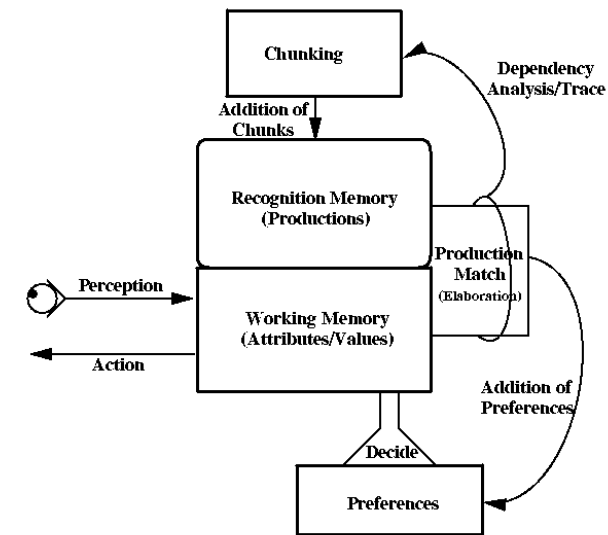 Chunking
Dependency
Analysis/Trace
Addition of
Chunks
Recognition Memory
(Productions)
Production
Match
(Elaboration)
Perception
Working Memory
(Attributes/Values)
Action
Addition of
Preferences
Decide
Preferences